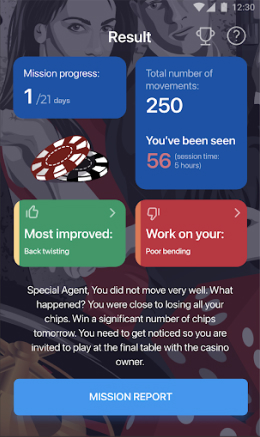 12:30
Result
?
Mission progress:
1 /21 days
Total number of
movements:
250
You've been seen
56 (session time:
5 hours)
Most improved:
Back twisting
Work on your:
Poor bending
Special Agent, You did not move very well. What
happened? You were close to losing all your
chips. Win a significant number of chips
tomorrow. You need to get noticed so you are
invited to play at the final table with the casino
owner.
MISSION REPORT